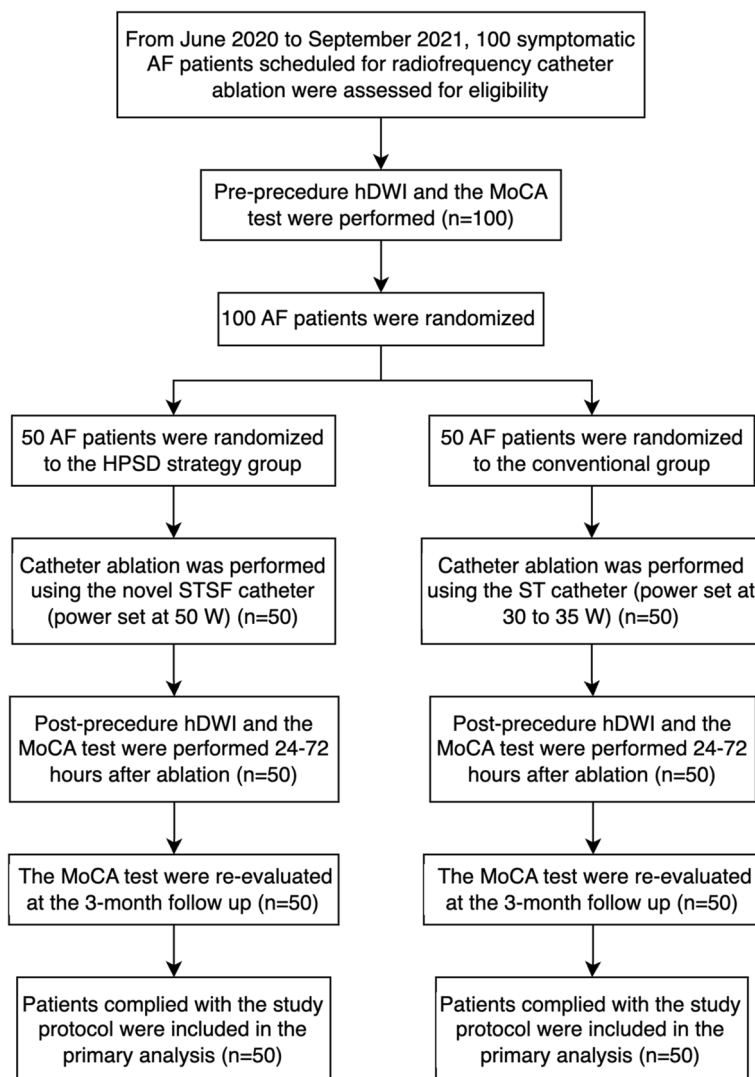 From June 2020 to September 2021, 100 symptomatic
AF patients scheduled for radiofrequency catheter
ablation were assessed for eligibility
Pre-precedure hDWI and the MoCA
test were performed (n=100)
100 AF patients were randomized
50 AF patients were randomized
to the HPSD strategy group
50 AF patients were randomized
to the conventional group
Catheter ablation was performed
using the novel STSF catheter
(power set at 50 W) (n=50)
Catheter ablation was performed
using the ST catheter (power set at
30 to 35 W) (n=50)
Post-precedure hDWI and the
MoCA test were performed 24-72
hours after ablation (n=50)
Post-precedure hDWI and the
MoCA test were performed 24-72
hours after ablation (n=50)
The MoCA test were re-evaluated
at the 3-month follow up (n=50)
The MoCA test were re-evaluated
at the 3-month follow up (n=50)
Patients complied with the study
protocol were included in the
primary analysis (n=50)
Patients complied with the study
protocol were included in the
primary analysis (n=50)